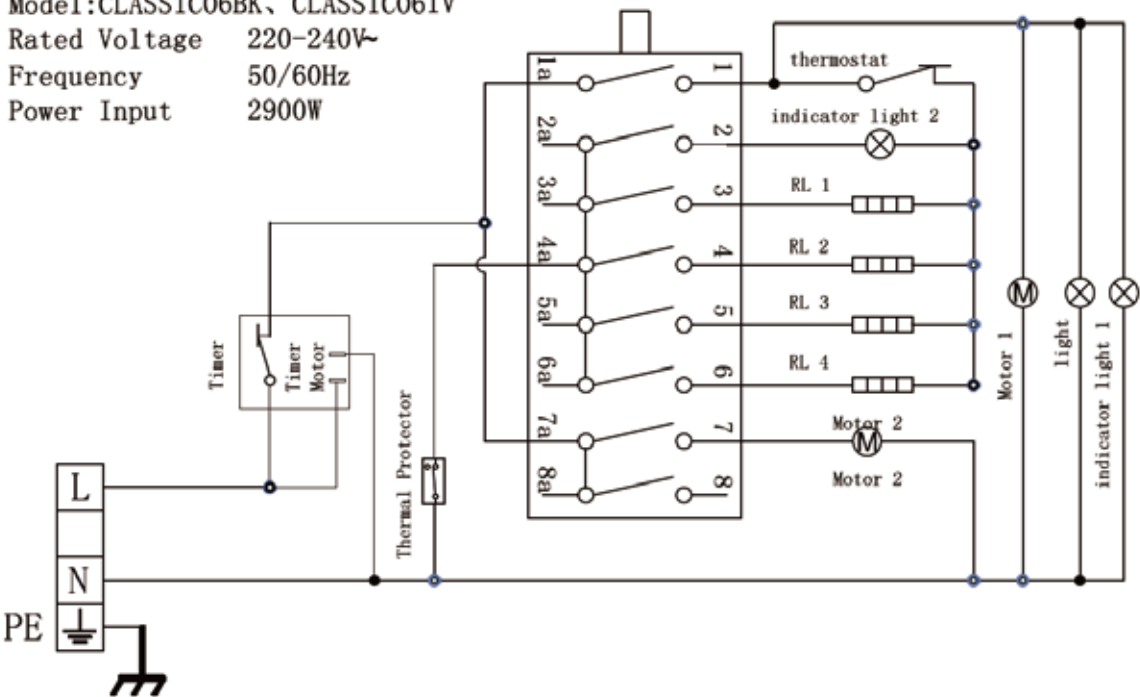 Model:CLASSIC06BK、CLASSIC06IV
Rated Voltage 220-240V~
Frequency 50/60Hz
Power Input 2900W
1a 1
2a 2
3a 3
4a 4
5a 5
6a 6
7a 7
8a 8
thermostat
indicator light 2
RL 1
RL 2
RL 3
RL 4
Motor 2
M
Motor 2
M
Motor 1
light
indicator light 1
Timer
Timer
Motor
Thermal Protector
L
N
PE